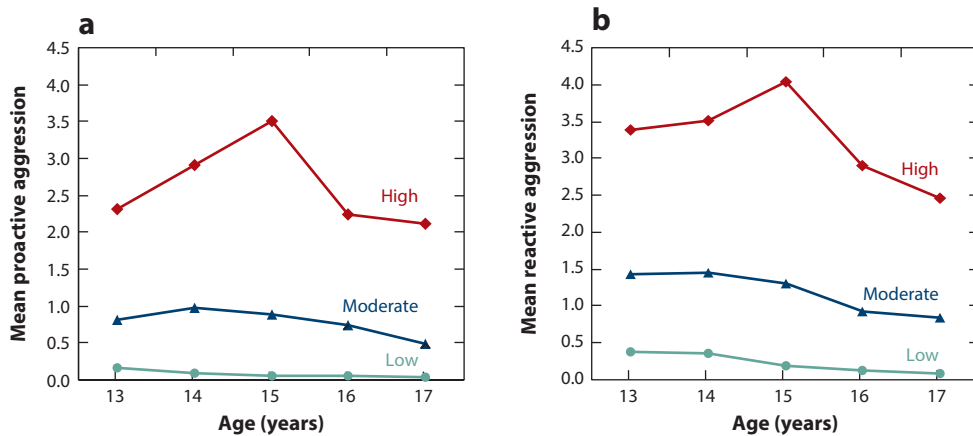 a
4.5
4.0
3.5
3.0
2.5
2.0
1.5
1.0
0.5
0.0
Mean proactive aggression
High
Moderate
Low
13 14 15 16 17
Age (years)
b
4.5
4.0
3.5
3.0
2.5
2.0
1.5
1.0
0.5
0.0
Mean reactive aggression
High
Moderate
Low
13 14 15 16 17
Age (years)